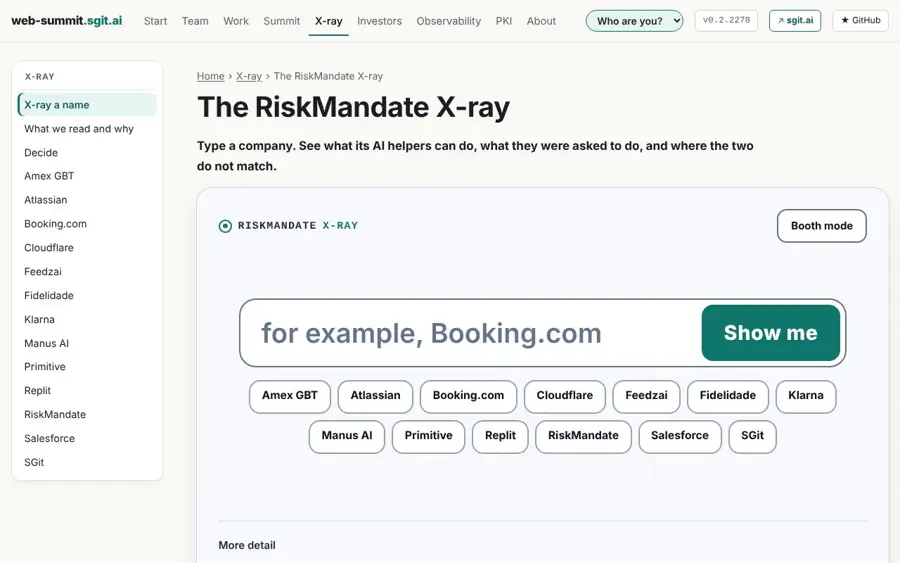 web-summit.sgit.ai Start Team Work Summit X-ray Investors Observability PKI About Who are you? v0.2.2278 ↗ sgit.ai ★ GitHub
X-RAY
X-ray a name
What we read and why
Decide
Amex GBT
Atlassian
Booking.com
Cloudflare
Feedzai
Fidelidade
Klarna
Manus AI
Primitive
Replit
RiskMandate
Salesforce
SGit
Home › X-ray › The RiskMandate X-ray
The RiskMandate X-ray
Type a company. See what its AI helpers can do, what they were asked to do, and where the two
do not match.
RISKMANDATE X-RAY Booth mode
for example, Booking.com Show me
Amex GBT Atlassian Booking.com Cloudflare Feedzai Fidelidade Klarna
Manus AI Primitive Replit RiskMandate Salesforce SGit
More detail